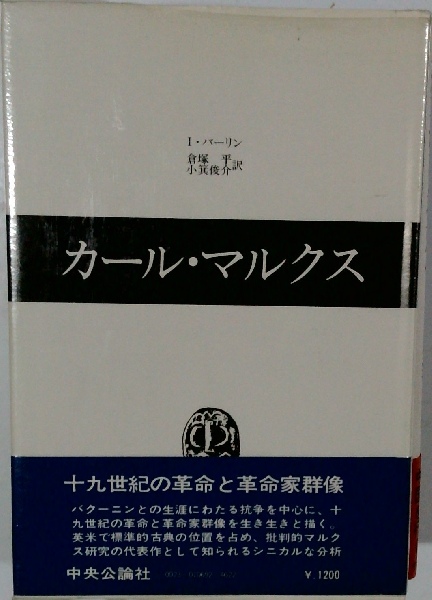 I・バーリン
倉塚 平
小箕俊介訳
カール・マルクス
十九世紀の革命と革命家群像
バクーニンとの生涯にわたる抗争を中心に、十
九世紀の革命と革命家群像を生き生きと描く。
英米で標準的古典の位置を占め、批判的マルク
ス研究の代表作として知られるシニカルな分析
中央公論社
¥.1200